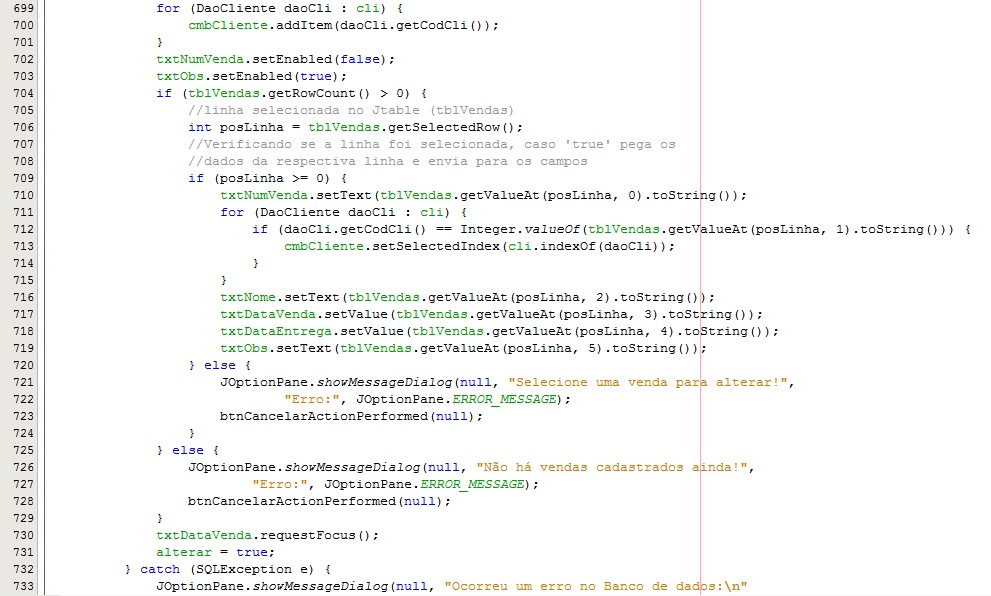 699 for (DaoCliente daoCli : cli) {
700 cmbCliente.addItem(daoCli.getCodCli());
701 }
702 txtNumVenda.setEnabled(false);
703 txtObs.setEnabled(true);
704 if (tblVendas.getRowCount() > 0) {
705 //linha selecionada no Jtable (tblVendas)
706 int posLinha = tblVendas.getSelectedRow();
707 //Verificando se a linha foi selecionada, caso 'true' pega os
708 //dados da respectiva linha e envia para os campos
709 if (posLinha >= 0) {
710 txtNumVenda.setText(tblVendas.getValueAt(posLinha, 0).toString());
711 for (DaoCliente daoCli : cli) {
712 if (daoCli.getCodCli() == Integer.valueOf(tblVendas.getValueAt(posLinha, 1).toString())) {
713 cmbCliente.setSelectedIndex(cli.indexOf(daoCli));
714 }
715 }
716 txtNome.setText(tblVendas.getValueAt(posLinha, 2).toString());
717 txtDataVenda.setValue(tblVendas.getValueAt(posLinha, 3).toString());
718 txtDataEntrega.setValue(tblVendas.getValueAt(posLinha, 4).toString());
719 txtObs.setText(tblVendas.getValueAt(posLinha, 5).toString());
720 } else {
721 JOptionPane.showMessageDialog(null, "Selecione uma venda para alterar!",
722 "Erro:", JOptionPane.ERROR_MESSAGE);
723 btnCancelarActionPerformed(null);
724 }
725 } else {
726 JOptionPane.showMessageDialog(null, "Não há vendas cadastrados ainda!",
727 "Erro:", JOptionPane.ERROR_MESSAGE);
728 btnCancelarActionPerformed(null);
729 }
730 txtDataVenda.requestFocus();
731 alterar = true;
732 } catch (SQLException e) {
733 JOptionPane.showMessageDialog(null, "Ocorreu um erro no Banco de dados:\n"